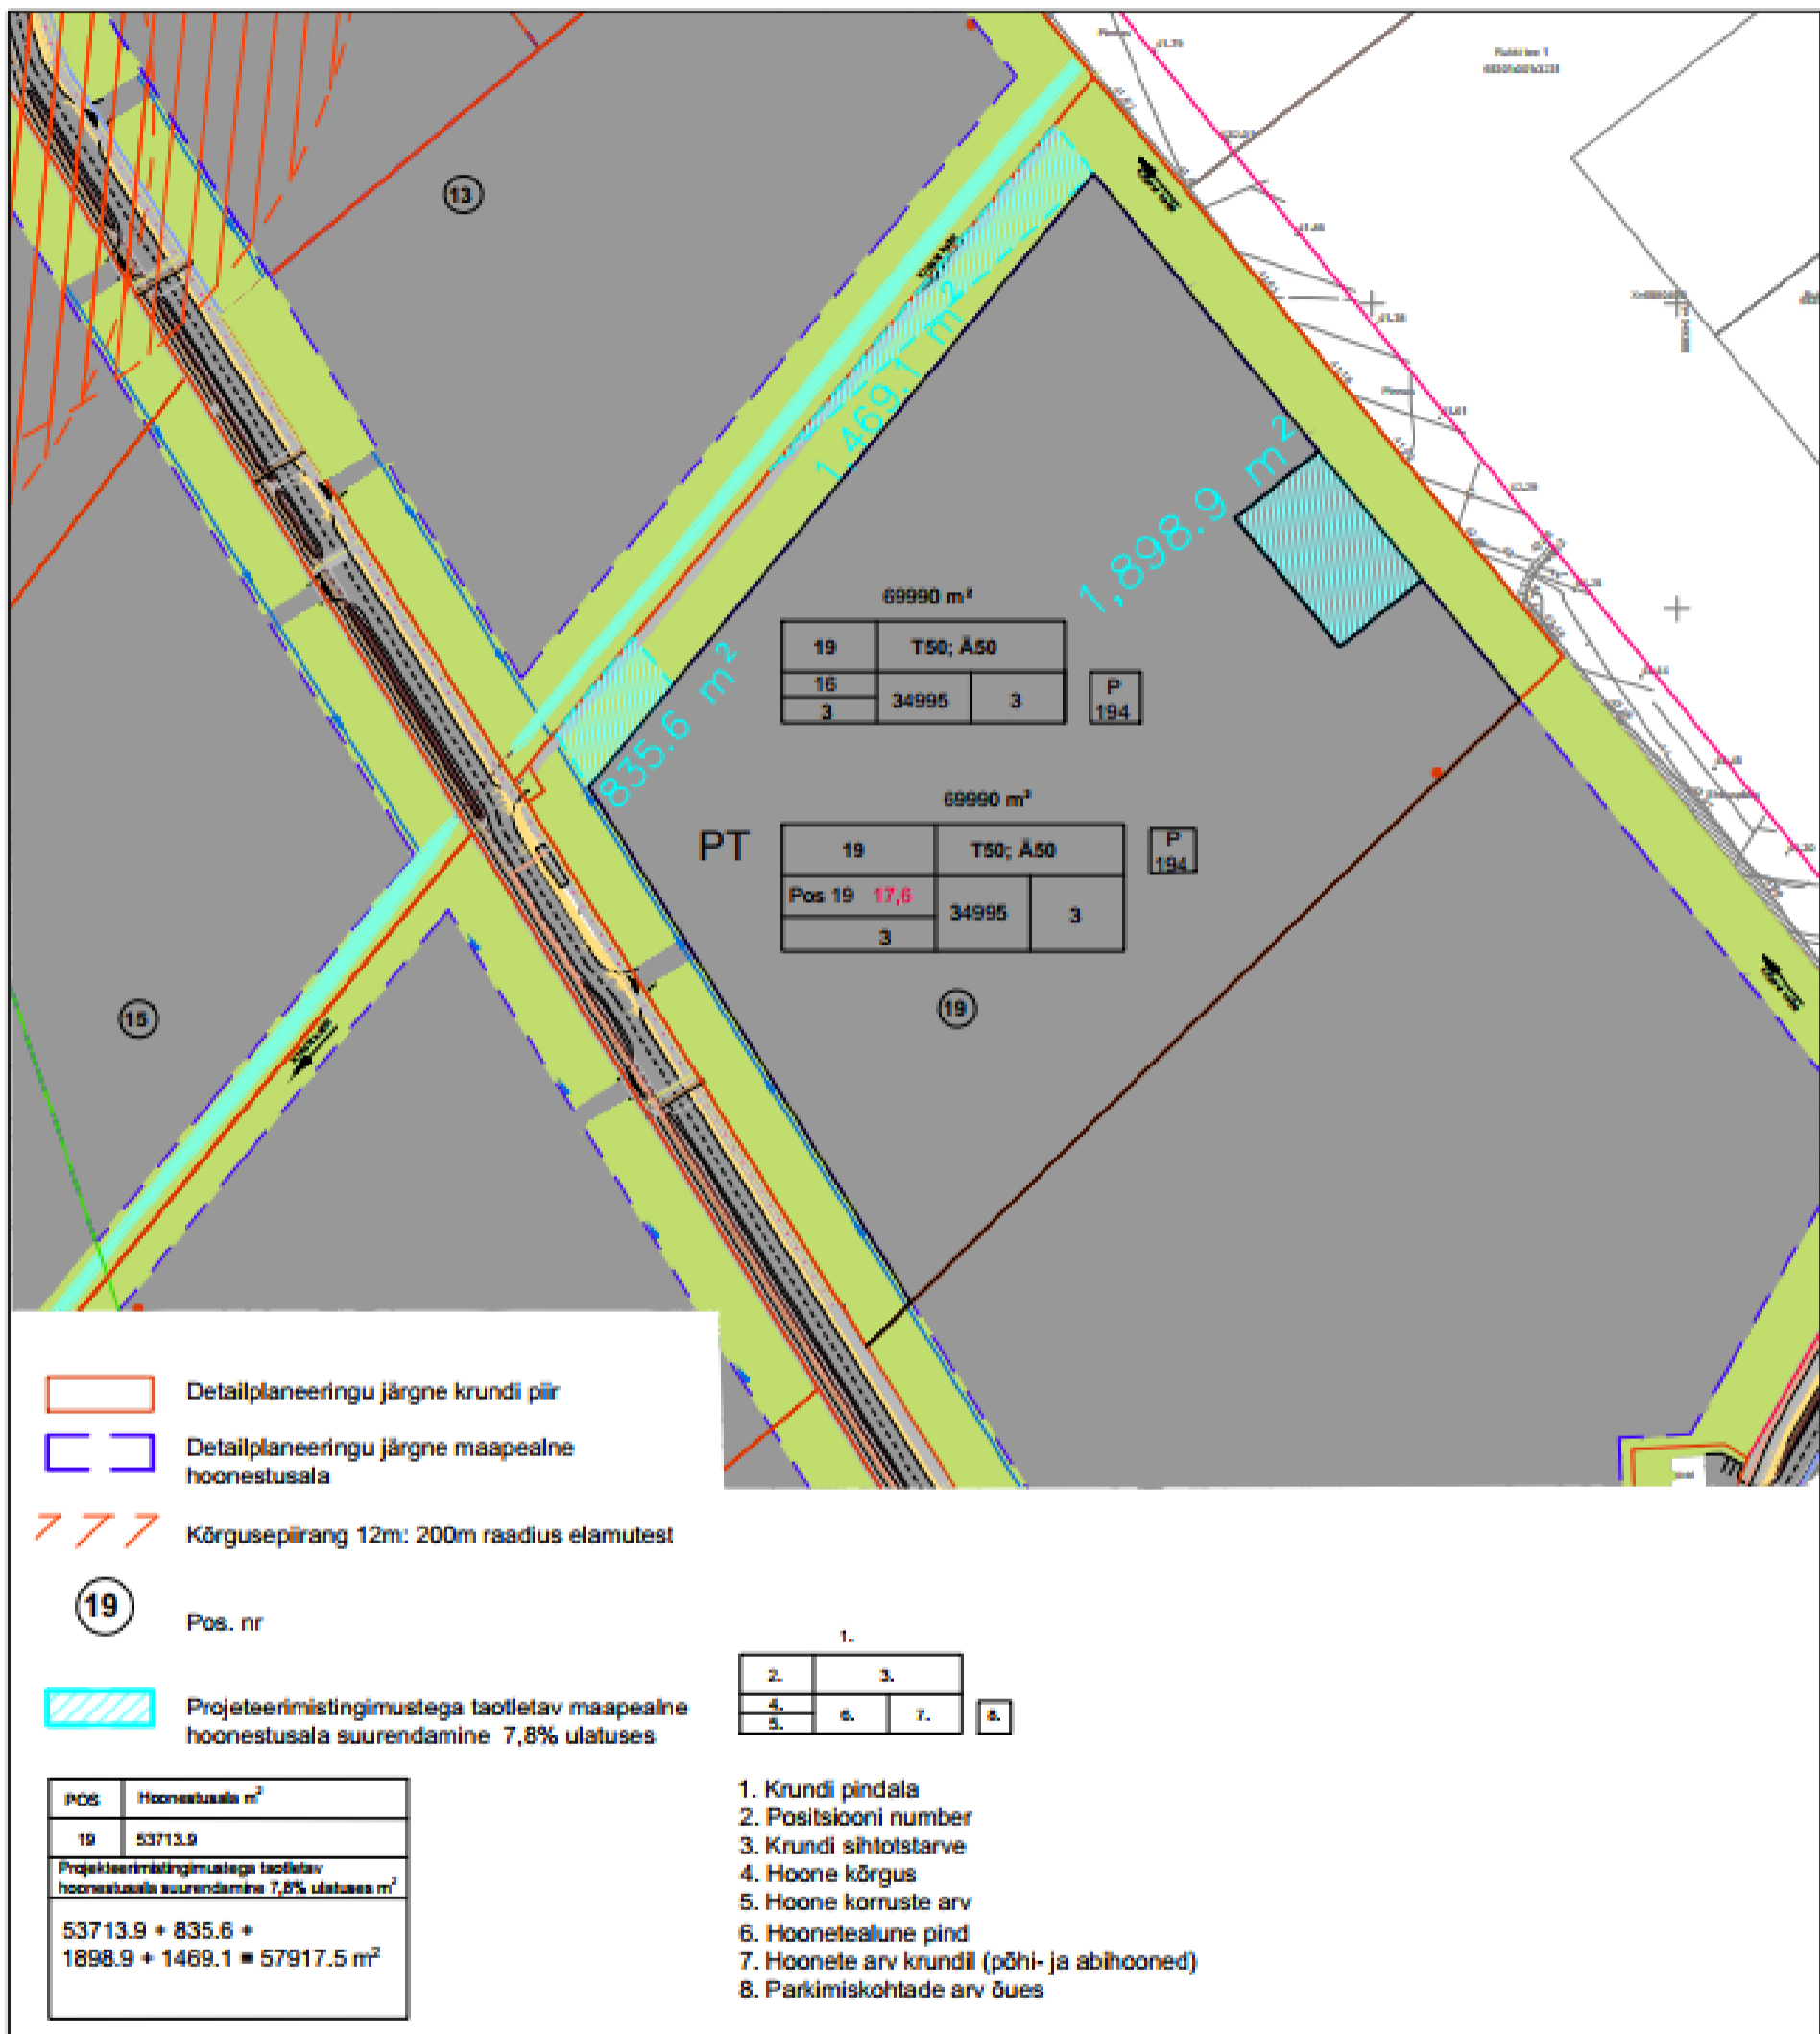 13
1,469.1 m²
1,898.9 m²
835.6 m²
69990 m²
19 T50; Ä50
16 34995 3
3
P
194
69990 m²
PT
19 T50; Ä50
Pos 19 17,6 34995 3
3
P
194
19
15
Detailplaneeringu järgne krundi piir
Detailplaneeringu järgne maapealne
hoonestusala
Kõrgusepiirang 12m: 200m raadius elamutest
19
Pos. nr
Projeteerimistingimustega taotletav maapealne
hoonestusala suurendamine 7,8% ulatuses
POS Hoonestusala m²
19 53713.9
Projekteerimistingimustega taotletav
hoonestusala suurendamine 7,8% ulatuses m²
53713.9 + 835.6 +
1898.9 + 1469.1 = 57917.5 m²
1.
2. 3.
4. 6. 7. 8.
5.
1. Krundi pindala
2. Positsiooni number
3. Krundi sihtotstarve
4. Hoone kõrgus
5. Hoone korruste arv
6. Hoonetealune pind
7. Hoonete arv krundil (põhi- ja abihooned)
8. Parkimiskohtade arv õues